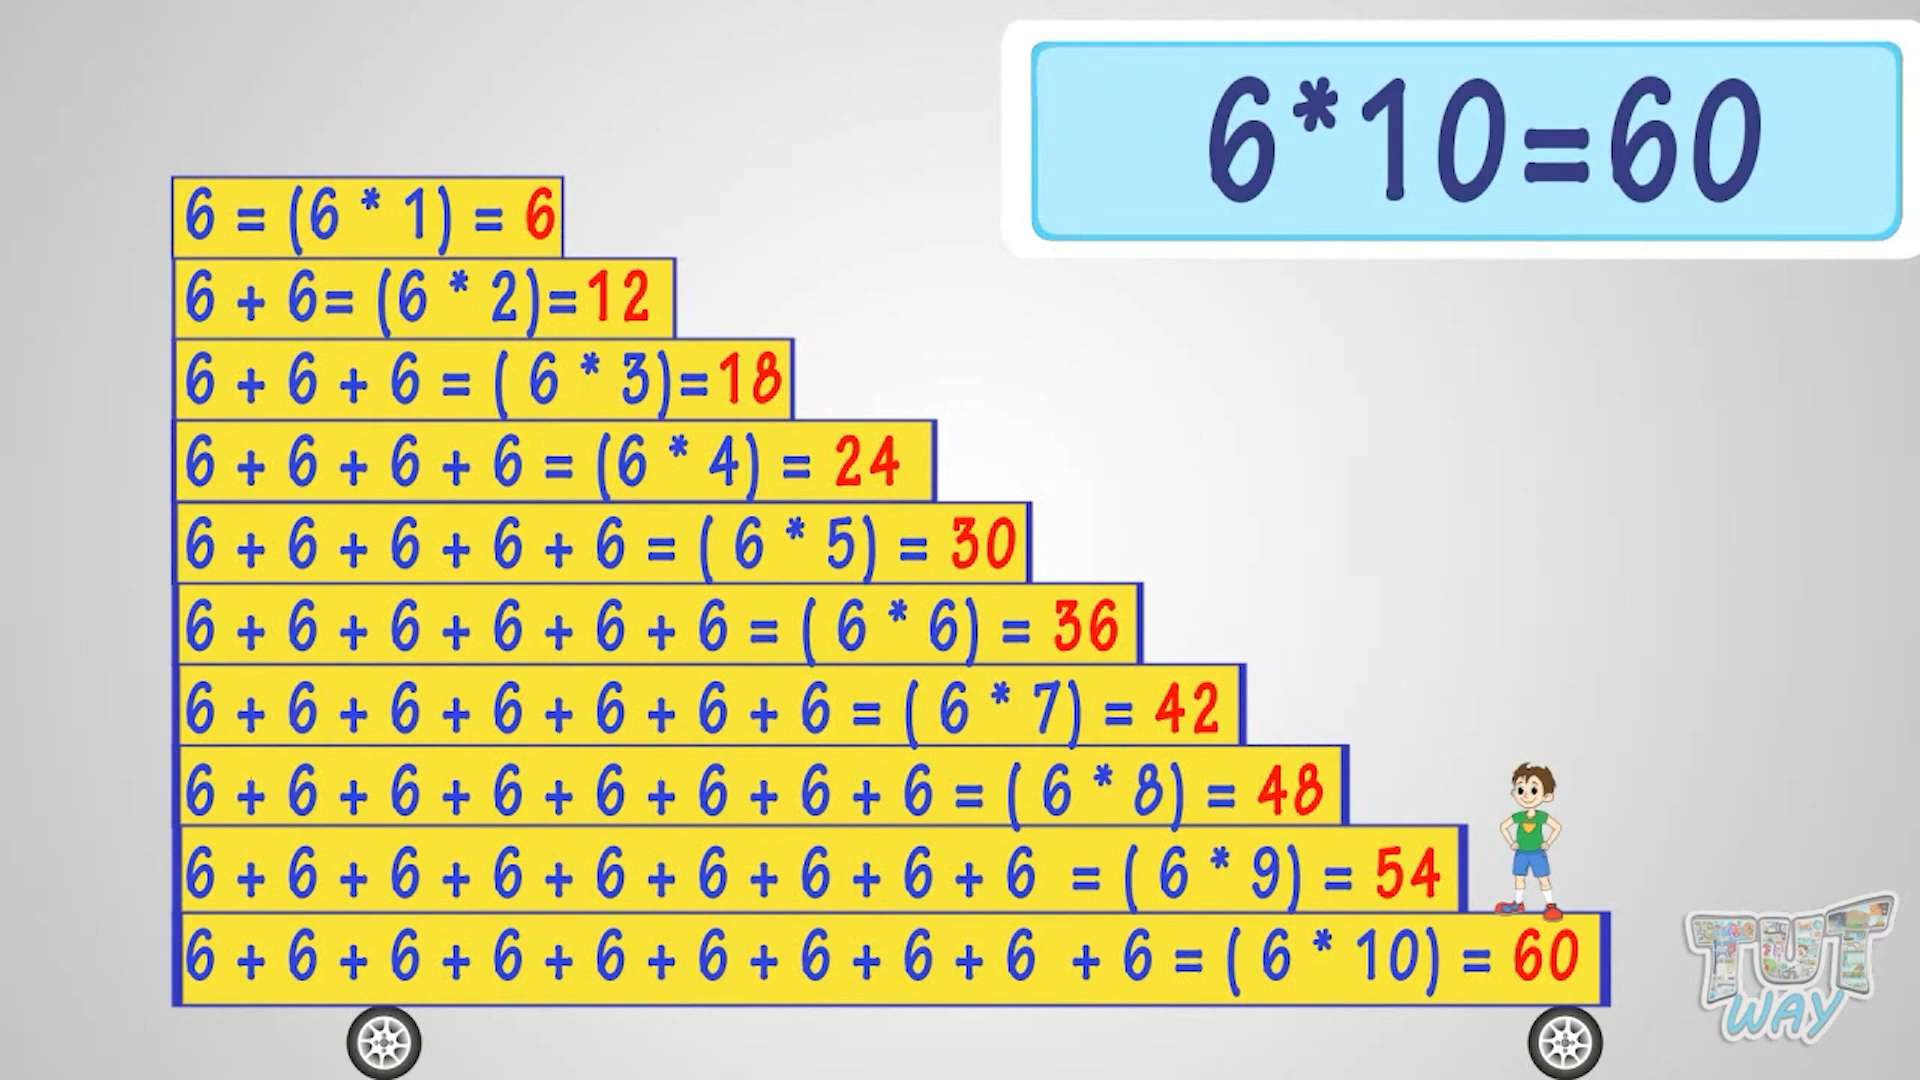 6*10=60
6 = (6 * 1) = 6
6 + 6= (6 * 2)=12
6 + 6 + 6 = ( 6 * 3)=18
6 + 6 + 6 + 6 = (6 * 4) = 24
6 + 6 + 6 + 6 + 6 = ( 6 * 5) = 30
6 + 6 + 6 + 6 + 6 + 6 = ( 6 * 6) = 36
6 + 6 + 6 + 6 + 6 + 6 + 6 = ( 6 * 7) = 42
6 + 6 + 6 + 6 + 6 + 6 + 6 + 6 = ( 6 * 8) = 48
6 + 6 + 6 + 6 + 6 + 6 + 6 + 6 + 6 = ( 6 * 9) = 54
6 + 6 + 6 + 6 + 6 + 6 + 6 + 6 + 6 + 6 = ( 6 * 10) = 60
TUT
WAY